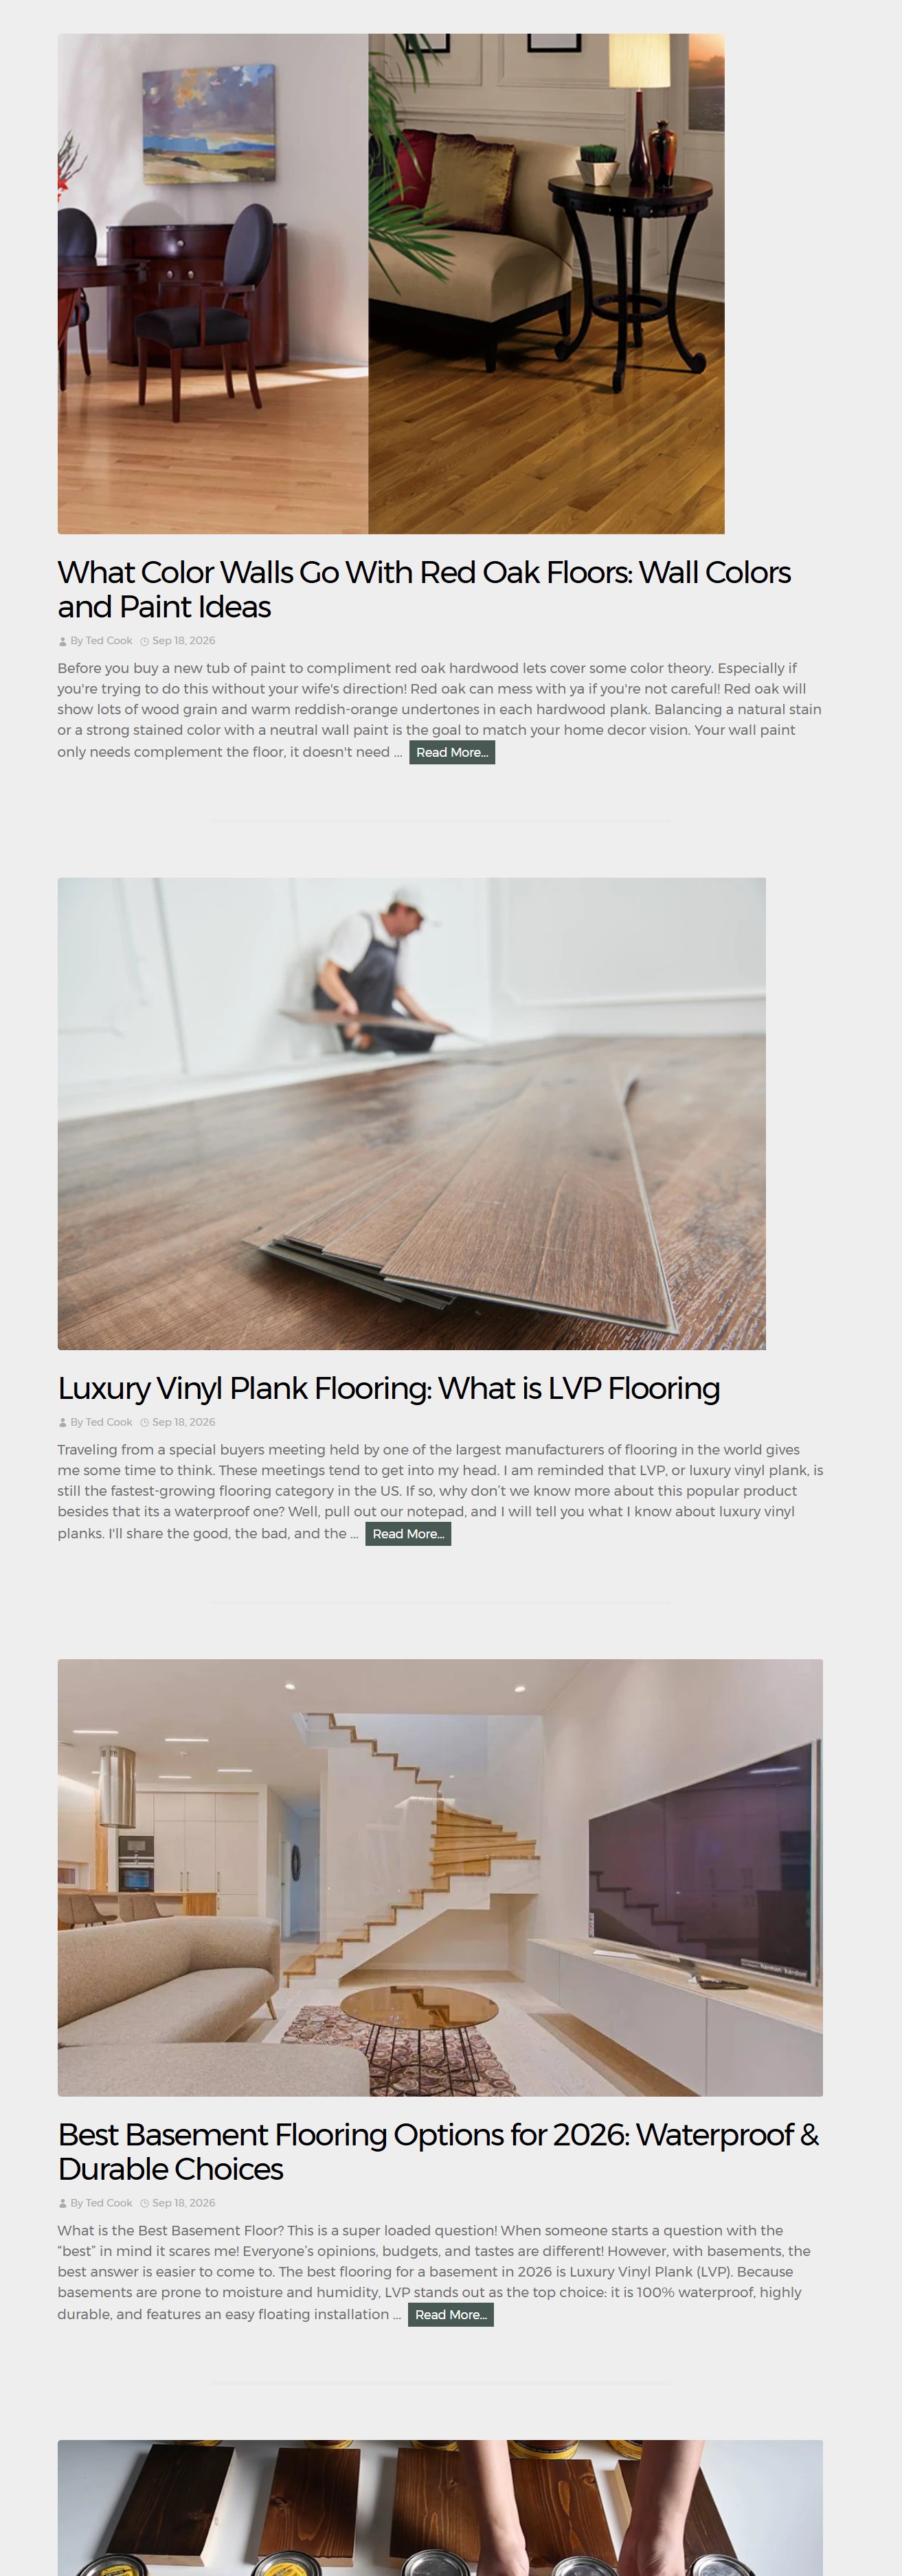 What Color Walls Go With Red Oak Floors: Wall Colors
and Paint Ideas
By Ted Cook Sep 18, 2026
Before you buy a new tub of paint to compliment red oak hardwood lets cover some color theory. Especially if
you're trying to do this without your wife's direction! Red oak can mess with ya if you're not careful! Red oak will
show lots of wood grain and warm reddish-orange undertones in each hardwood plank. Balancing a natural stain
or a strong stained color with a neutral wall paint is the goal to match your home decor vision. Your wall paint
only needs complement the floor, it doesn't need ... Read More...
Luxury Vinyl Plank Flooring: What is LVP Flooring
By Ted Cook Sep 18, 2026
Traveling from a special buyers meeting held by one of the largest manufacturers of flooring in the world gives
me some time to think. These meetings tend to get into my head. I am reminded that LVP, or luxury vinyl plank, is
still the fastest-growing flooring category in the US. If so, why don’t we know more about this popular product
besides that its a waterproof one? Well, pull out our notepad, and I will tell you what I know about luxury vinyl
planks. I'll share the good, the bad, and the ... Read More...
harman kardon
Best Basement Flooring Options for 2026: Waterproof &
Durable Choices
By Ted Cook Sep 18, 2026
What is the Best Basement Floor? This is a super loaded question! When someone starts a question with the
“best” in mind it scares me! Everyone’s opinions, budgets, and tastes are different! However, with basements, the
best answer is easier to come to. The best flooring for a basement in 2026 is Luxury Vinyl Plank (LVP). Because
basements are prone to moisture and humidity, LVP stands out as the top choice: it is 100% waterproof, highly
durable, and features an easy floating installation ... Read More...